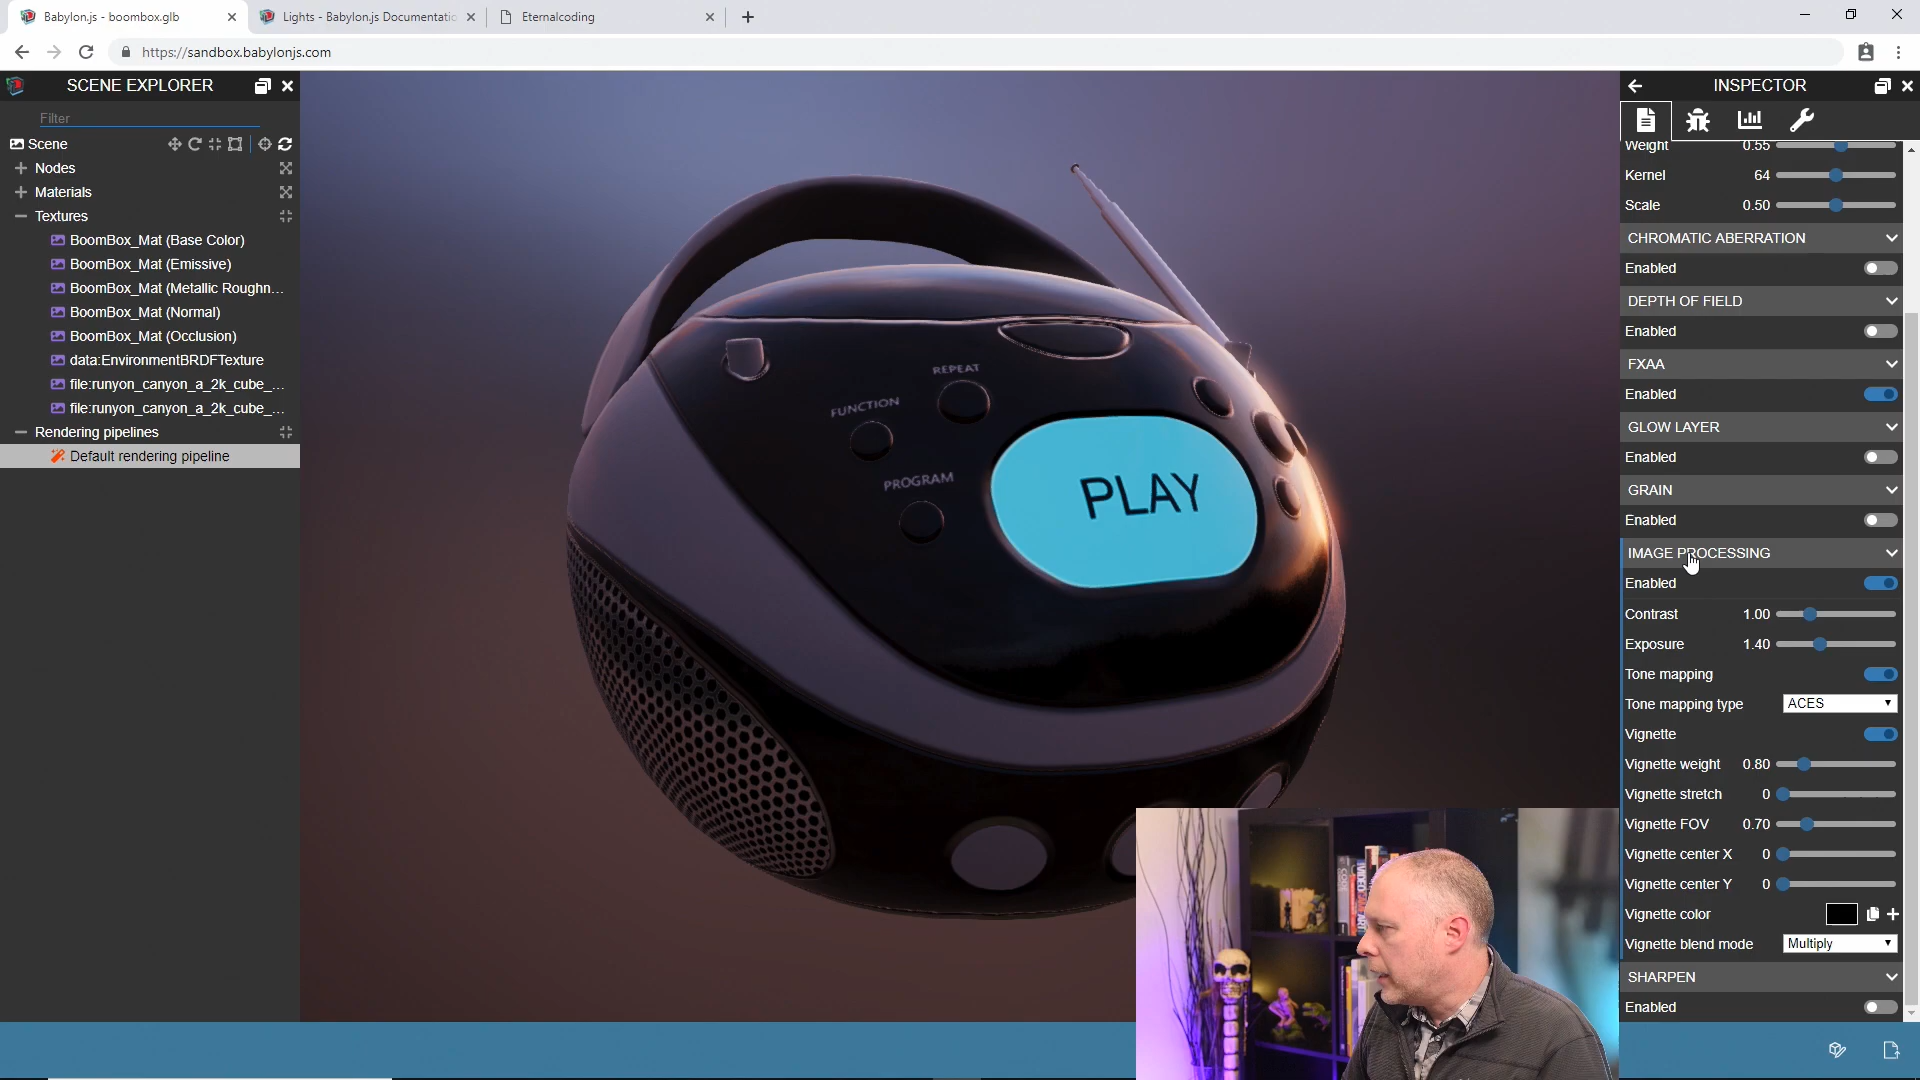 Babylon.js - boombox.glb
Lights - Babylon.js Documentatio
Eternalcoding
https://sandbox.babylonjs.com
SCENE EXPLORER
Filter
Scene
Nodes
Materials
Textures
BoomBox_Mat (Base Color)
BoomBox_Mat (Emissive)
BoomBox_Mat (Metallic Roughn...
BoomBox_Mat (Normal)
BoomBox_Mat (Occlusion)
data:EnvironmentBRDFTexture
file:runyon_canyon_a_2k_cube_...
file:runyon_canyon_a_2k_cube_...
Rendering pipelines
Default rendering pipeline
REPEAT
FUNCTION
PROGRAM
PLAY
INSPECTOR
Weight 0.55
Kernel 64
Scale 0.50
CHROMATIC ABERRATION
Enabled
DEPTH OF FIELD
Enabled
FXAA
Enabled
GLOW LAYER
Enabled
GRAIN
Enabled
IMAGE PROCESSING
Enabled
Contrast 1.00
Exposure 1.40
Tone mapping
Tone mapping type ACES
Vignette
Vignette weight 0.80
Vignette stretch 0
Vignette FOV 0.70
Vignette center X 0
Vignette center Y 0
Vignette color
Vignette blend mode Multiply
SHARPEN
Enabled